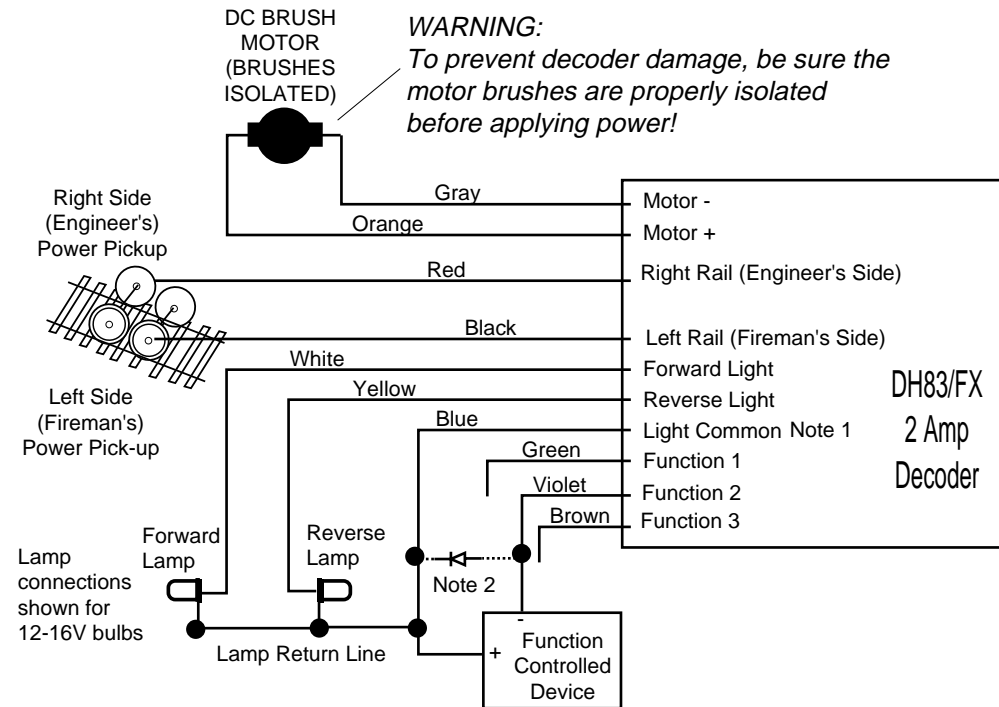 DC BRUSH
MOTOR
(BRUSHES
ISOLATED)
WARNING:
To prevent decoder damage, be sure the
motor brushes are properly isolated
before applying power!
Right Side
(Engineer's)
Power Pickup
Gray
Orange
Red
Black
White
Yellow
Blue
Green
Violet
Brown
Motor -
Motor +
Right Rail (Engineer's Side)
Left Rail (Fireman's Side)
Forward Light
Reverse Light
Light Common Note 1
Function 1
Function 2
Function 3
DH83/FX
2 Amp
Decoder
Left Side
(Fireman's)
Power Pick-up
Lamp
connections
shown for
12-16V bulbs
Forward
Lamp
Reverse
Lamp
Note 2
Lamp Return Line
-
+
Function
Controlled
Device